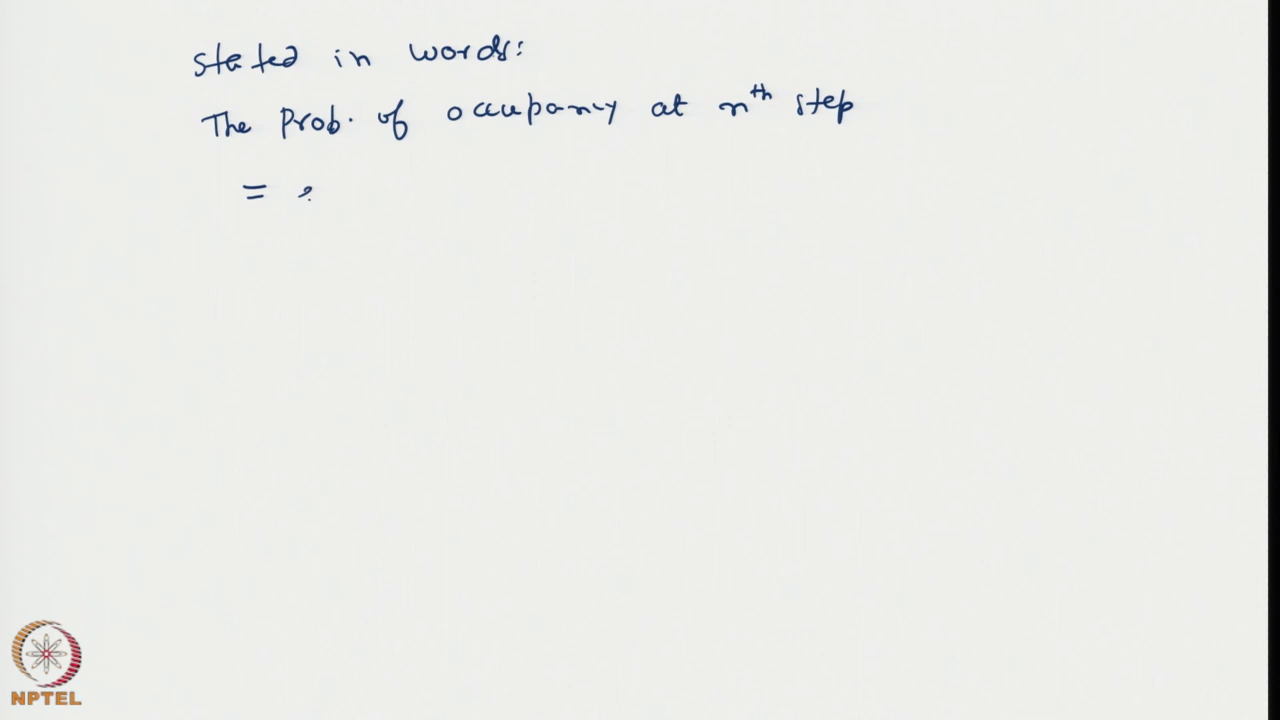 stated in words:
The Prob. of occupancy at nth step
=
NPTEL